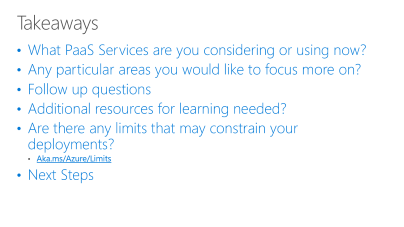 Takeaways
• What PaaS Services are you considering or using now?
• Any particular areas you would like to focus more on?
• Follow up questions
• Additional resources for learning needed?
• Are there any limits that may constrain your
deployments?
• Aka.ms/Azure/Limits
• Next Steps